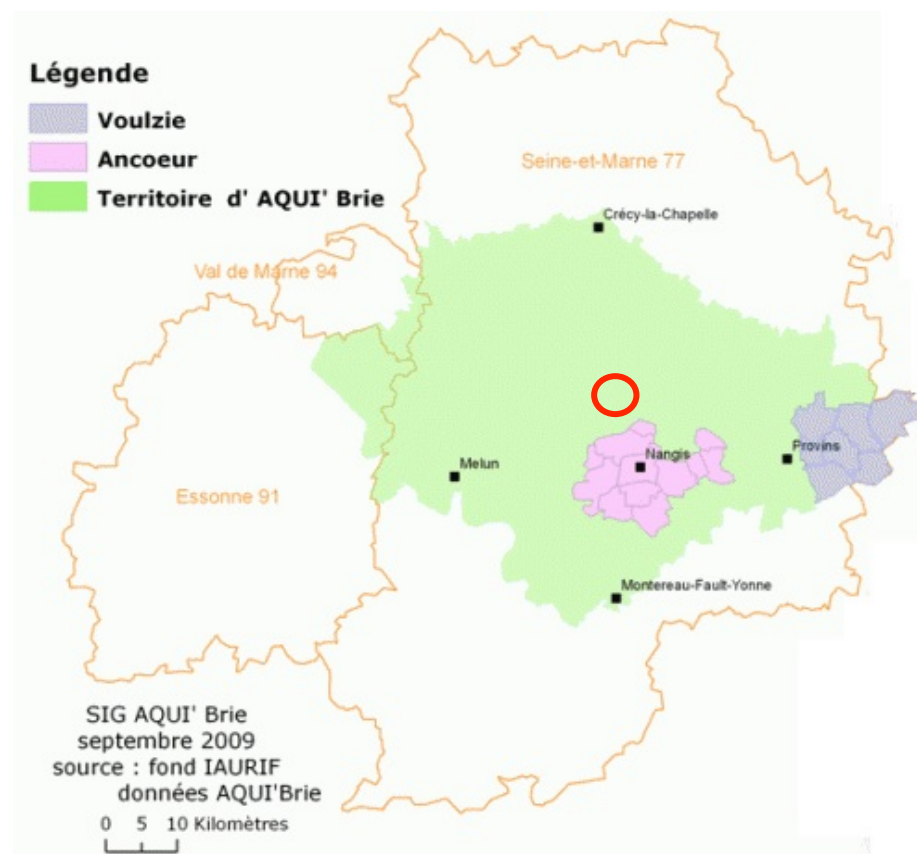 Légende
Voulzie
Ancoeur
Territoire d' AQUI' Brie
Seine-et-Marne 77
Crécy-la-Chapelle
Val de Marne 94
Provins
Nangis
Melun
Essonne 91
Montereau-Fault-Yonne
SIG AQUI' Brie
septembre 2009
source : fond IAURIF
données AQUI'Brie
0 5 10 Kilomètres